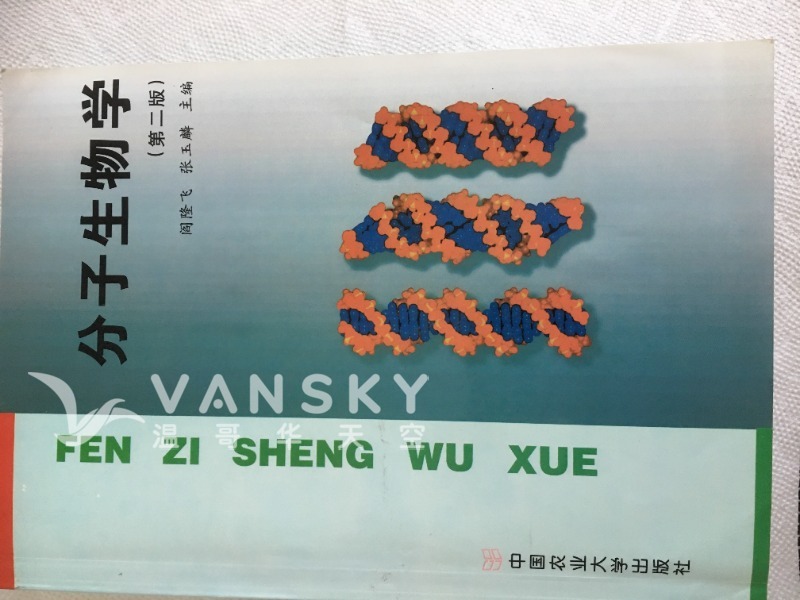 分子生物学
(第二版)
阎隆飞 张玉麟 主编
VANSKY
温哥华天空
FEN ZI SHENG WU XUE
中国农业大学出版社